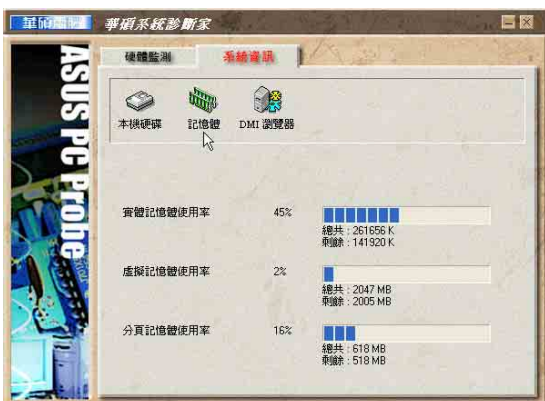 華碩電腦 華碩系統診斷家
ASUS PC Probe
硬體監測 系統資訊
本機硬碟 記憶體 DMI 瀏覽器
實體記憶體使用率 45%
總共 : 261656 K
剩餘 : 141920 K
虛擬記憶體使用率 2%
總共 : 2047 MB
剩餘 : 2005 MB
分頁記憶體使用率 16%
總共 : 618 MB
剩餘 : 518 MB